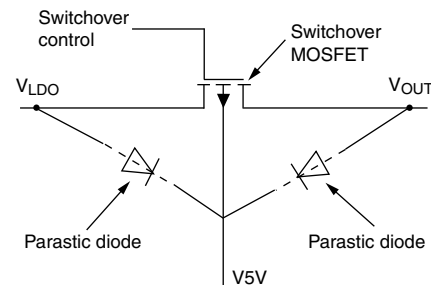 Switchover
control
Switchover
MOSFET
VLDO
VOUT
Parastic diode
Parastic diode
V5V